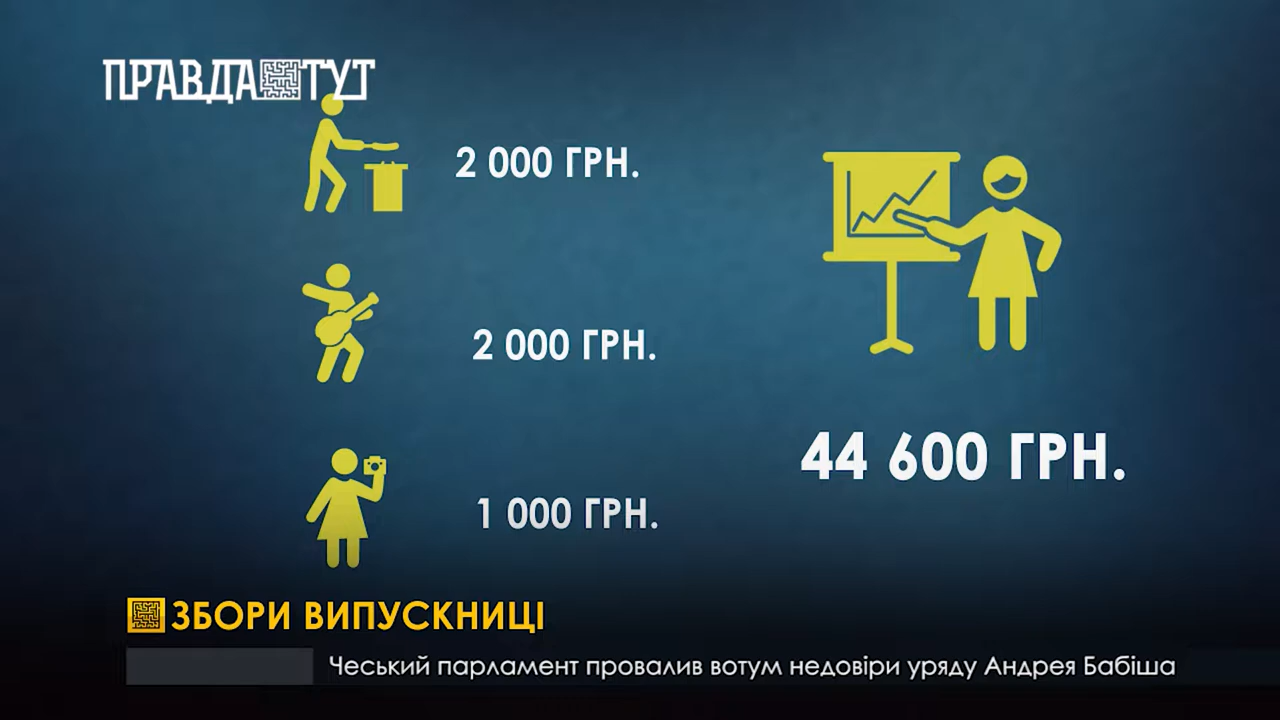 ПРАВДА ТУТ
2 000 ГРН.
2 000 ГРН.
1 000 ГРН.
44 600 ГРН.
ЗБОРИ ВИПУСКНИЦІ
Чеський парламент провалив вотум недовіри уряду Андрея Бабіша